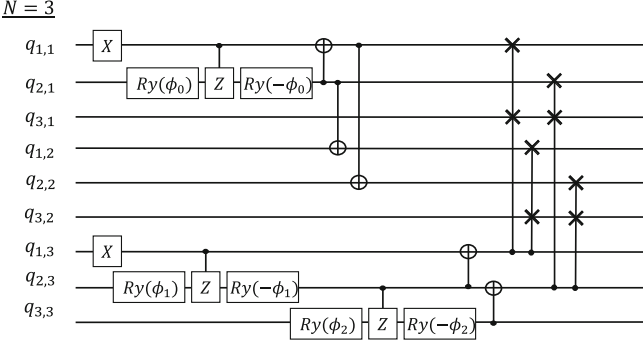 N = 3
q1,1 X
q2,1 Ry(ϕ0) Z Ry(−ϕ0)
q3,1
q1,2
q2,2
q3,2
q1,3 X
q2,3 Ry(ϕ1) Z Ry(−ϕ1)
q3,3 Ry(ϕ2) Z Ry(−ϕ2)